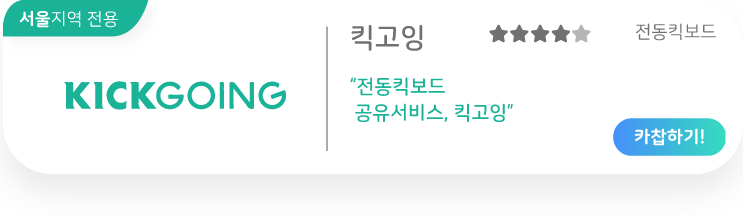 서울지역 전용
KICKGOING
킥고잉
전동킥보드
“전동킥보드
공유서비스, 킥고잉”
카찹하기!